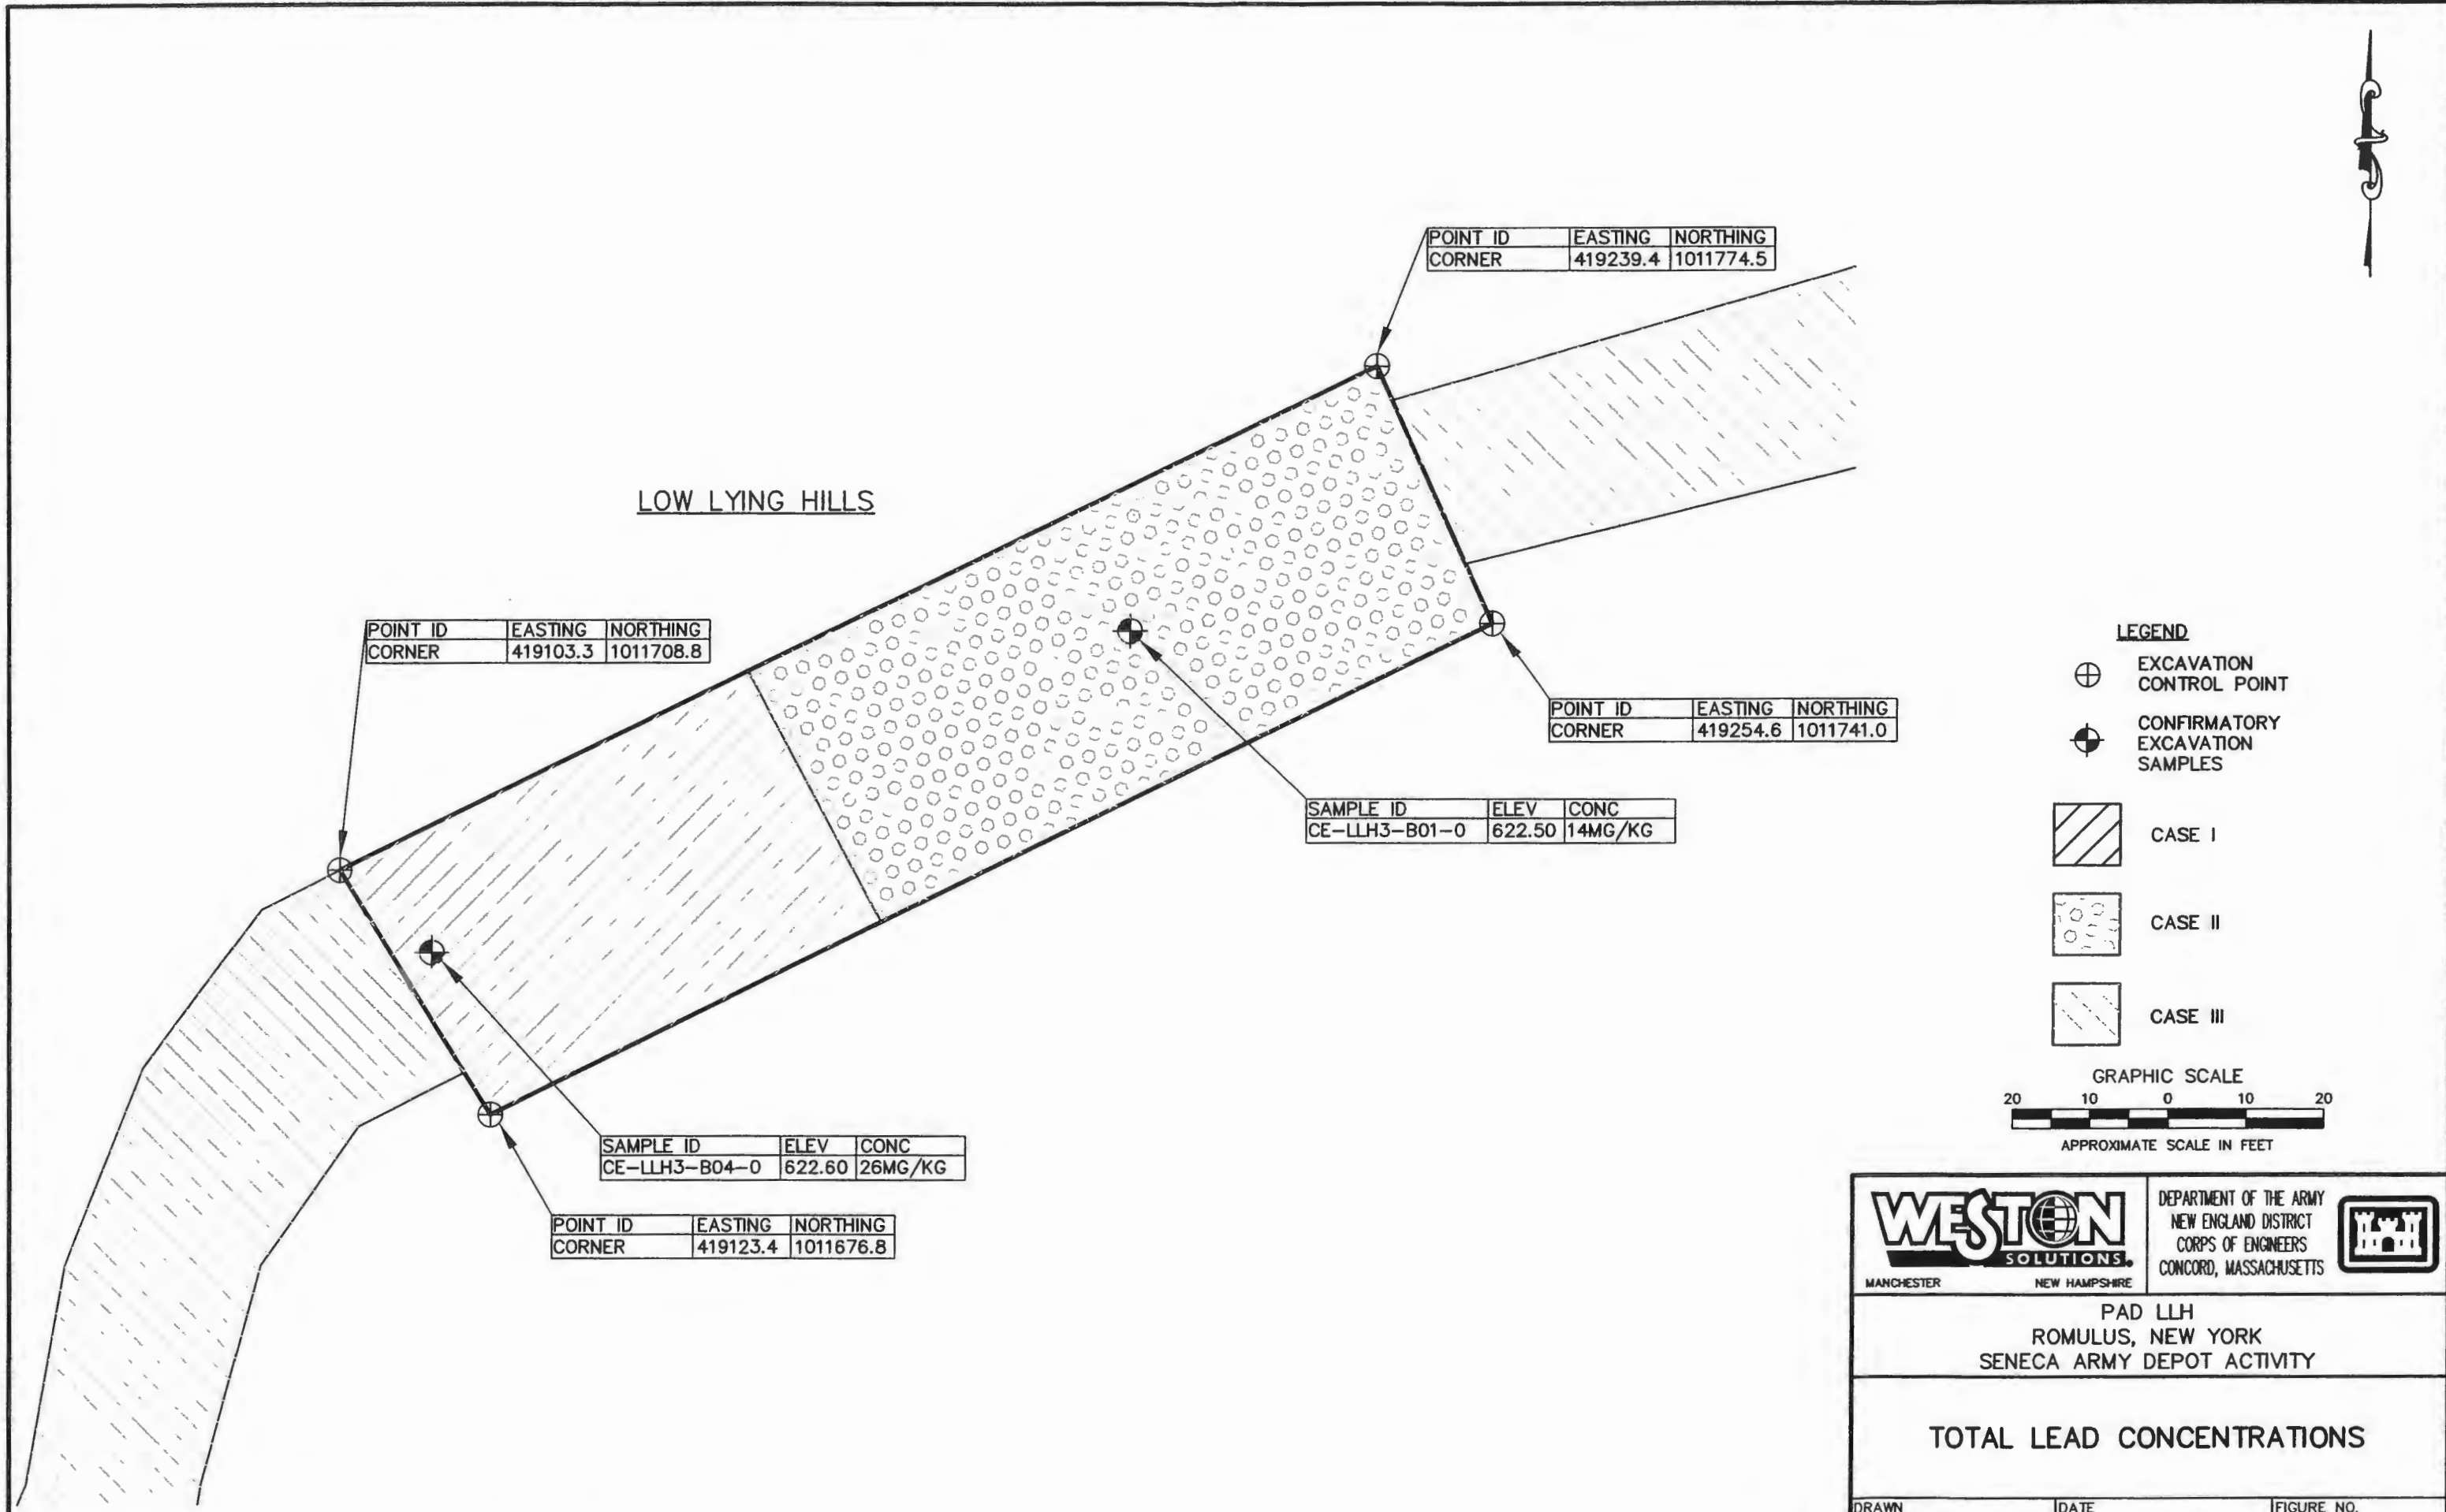 POINT ID EASTING NORTHING
CORNER 419239.4 1011774.5
LOW LYING HILLS
POINT ID EASTING NORTHING
CORNER 419103.3 1011708.8
POINT ID EASTING NORTHING
CORNER 419254.6 1011741.0
SAMPLE ID ELEV CONC
CE-LLH3-B01-0 622.50 14MG/KG
SAMPLE ID ELEV CONC
CE-LLH3-B04-0 622.60 26MG/KG
POINT ID EASTING NORTHING
CORNER 419123.4 1011676.8
LEGEND
EXCAVATION
CONTROL POINT
CONFIRMATORY
EXCAVATION
SAMPLES
CASE I
CASE II
CASE III
GRAPHIC SCALE
20 10 0 10 20
APPROXIMATE SCALE IN FEET
WESTON
SOLUTIONS.
MANCHESTER NEW HAMPSHIRE
DEPARTMENT OF THE ARMY
NEW ENGLAND DISTRICT
CORPS OF ENGINEERS
CONCORD, MASSACHUSETTS
PAD LLH
ROMULUS, NEW YORK
SENECA ARMY DEPOT ACTIVITY
TOTAL LEAD CONCENTRATIONS
DRAWN DATE FIGURE NO.